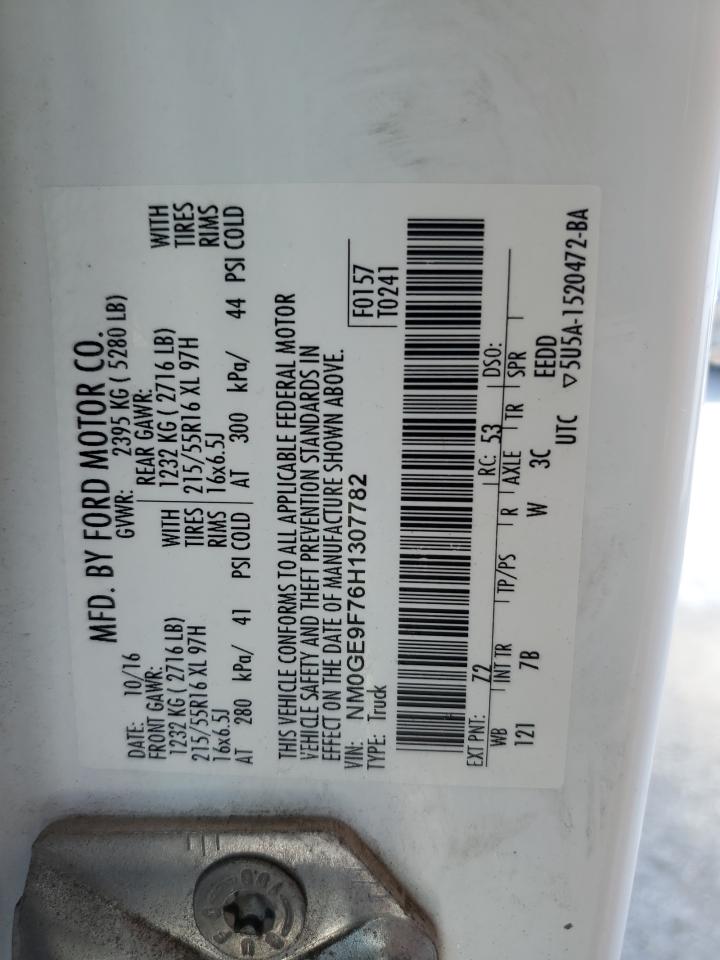 MFD. BY FORD MOTOR CO.
DATE: 10/16 GVWR: 2395 KG ( 5280 LB)
FRONT GAWR: REAR GAWR:
1232 KG ( 2716 LB) WITH 1232 KG ( 2716 LB) WITH
215/55R16 XL 97H TIRES 215/55R16 XL 97H TIRES
16x6.5J RIMS 16x6.5J RIMS
AT 280 kPa/ 41 PSI COLD AT 300 kPa/ 44 PSI COLD
THIS VEHICLE CONFORMS TO ALL APPLICABLE FEDERAL MOTOR
VEHICLE SAFETY AND THEFT PREVENTION STANDARDS IN
EFFECT ON THE DATE OF MANUFACTURE SHOWN ABOVE.
VIN: NM0GE9F76H1307782
TYPE: Truck
F0157
T0241
EXT PNT: Z2 RC: 53 DSO:
WB INT TR TP/PS R AXLE TR SPR
121 7B W 3C EEDD
UTC ▽5U5A-1520472-BA